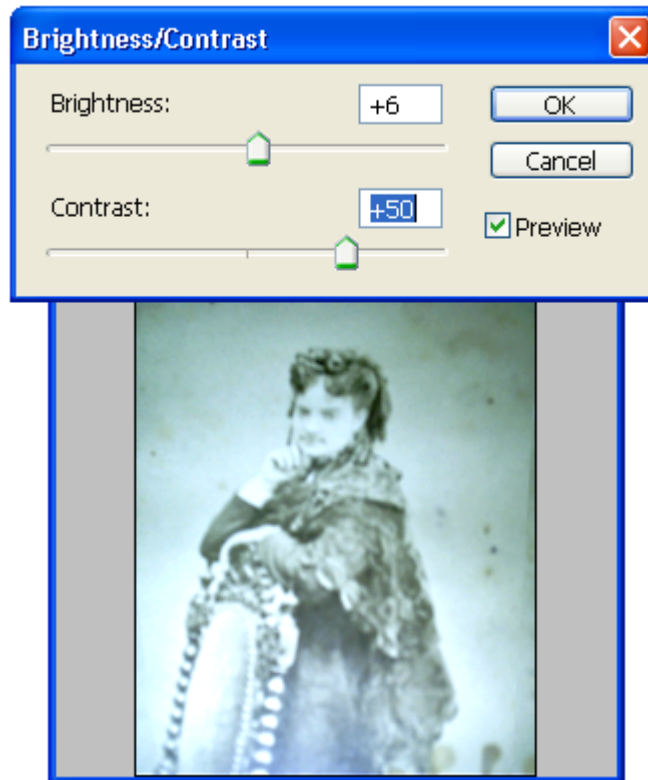 Brightness/Contrast
Brightness: +6
OK
Cancel
Contrast: +50
Preview